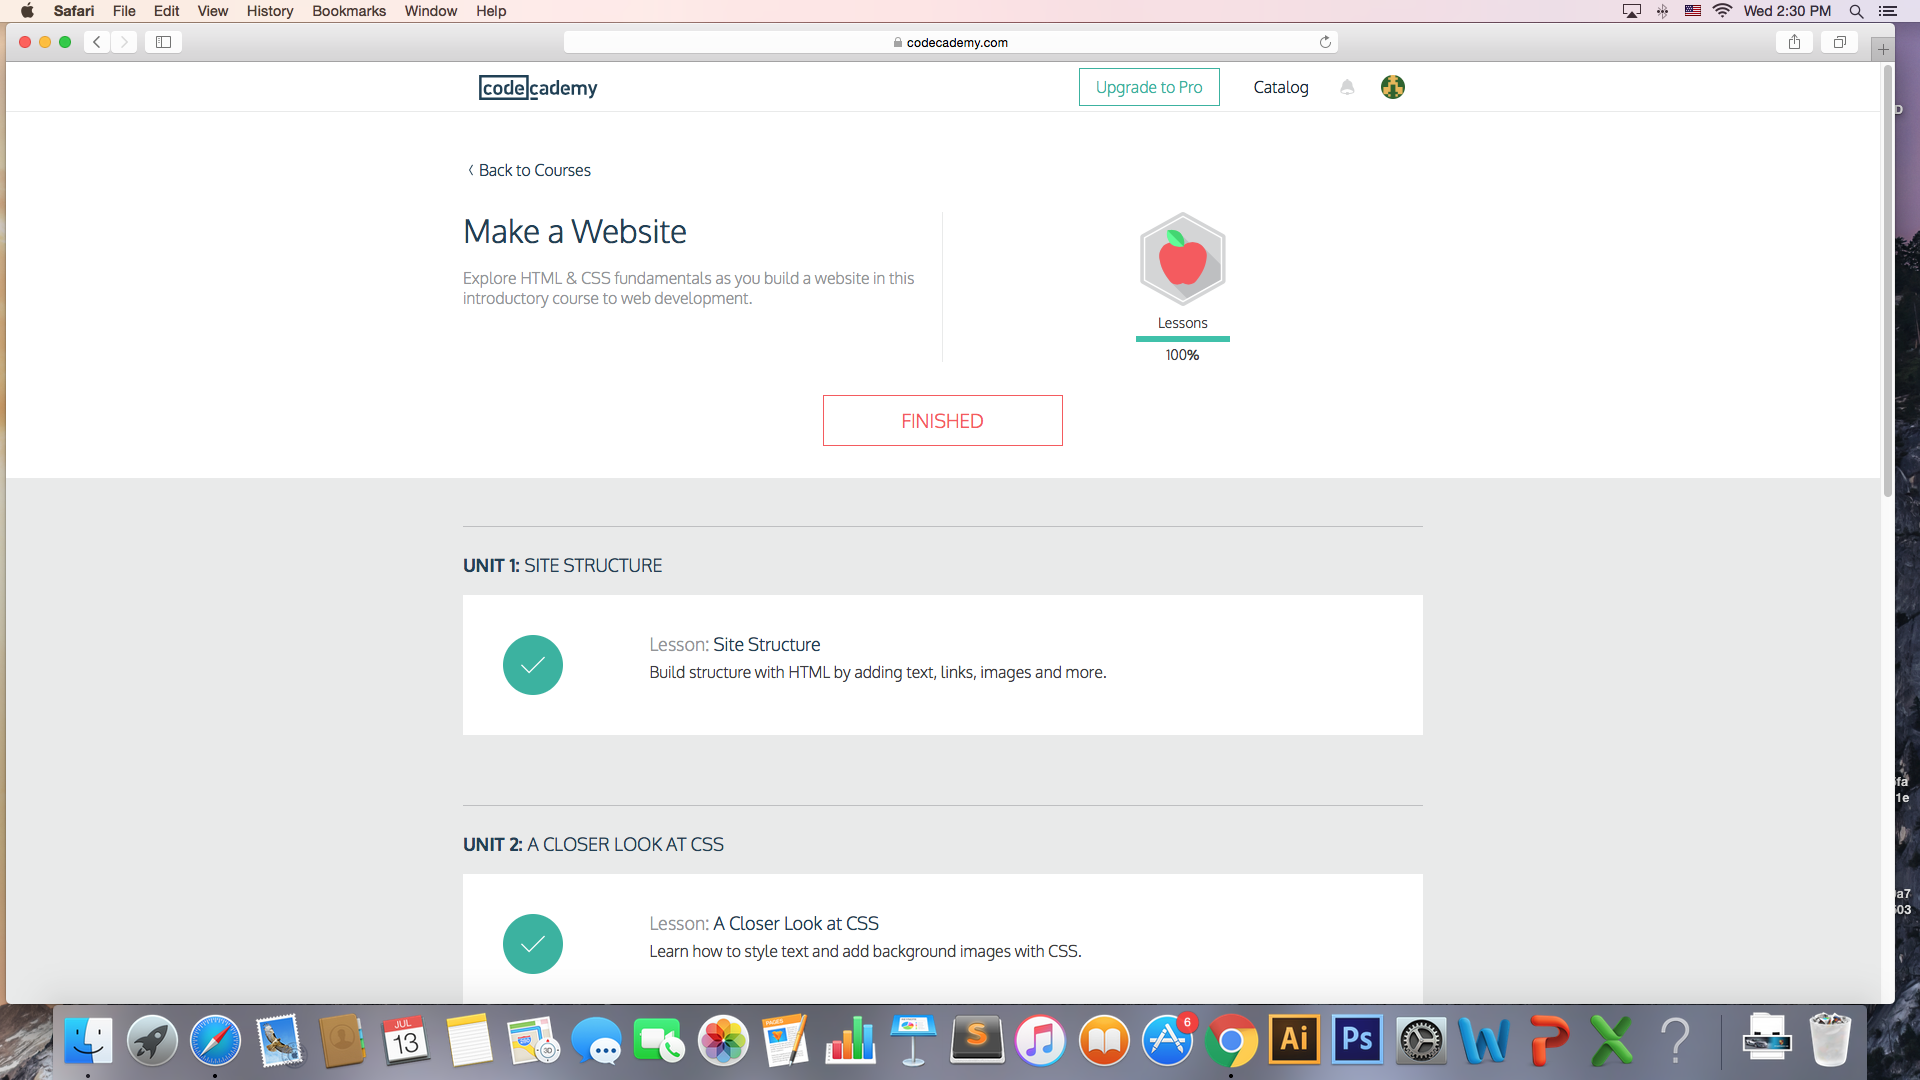 Safari File Edit View History Bookmarks Window Help
Wed 2:30 PM
codecademy.com
codecademy
Upgrade to Pro
Catalog
Back to Courses
Make a Website
Explore HTML & CSS fundamentals as you build a website in this
introductory course to web development.
Lessons
100%
FINISHED
UNIT 1: SITE STRUCTURE
Lesson: Site Structure
Build structure with HTML by adding text, links, images and more.
UNIT 2: A CLOSER LOOK AT CSS
Lesson: A Closer Look at CSS
Learn how to style text and add background images with CSS.
JUL
13
3D
PAGES
S
6
Ai
Ps
W
P
X
?